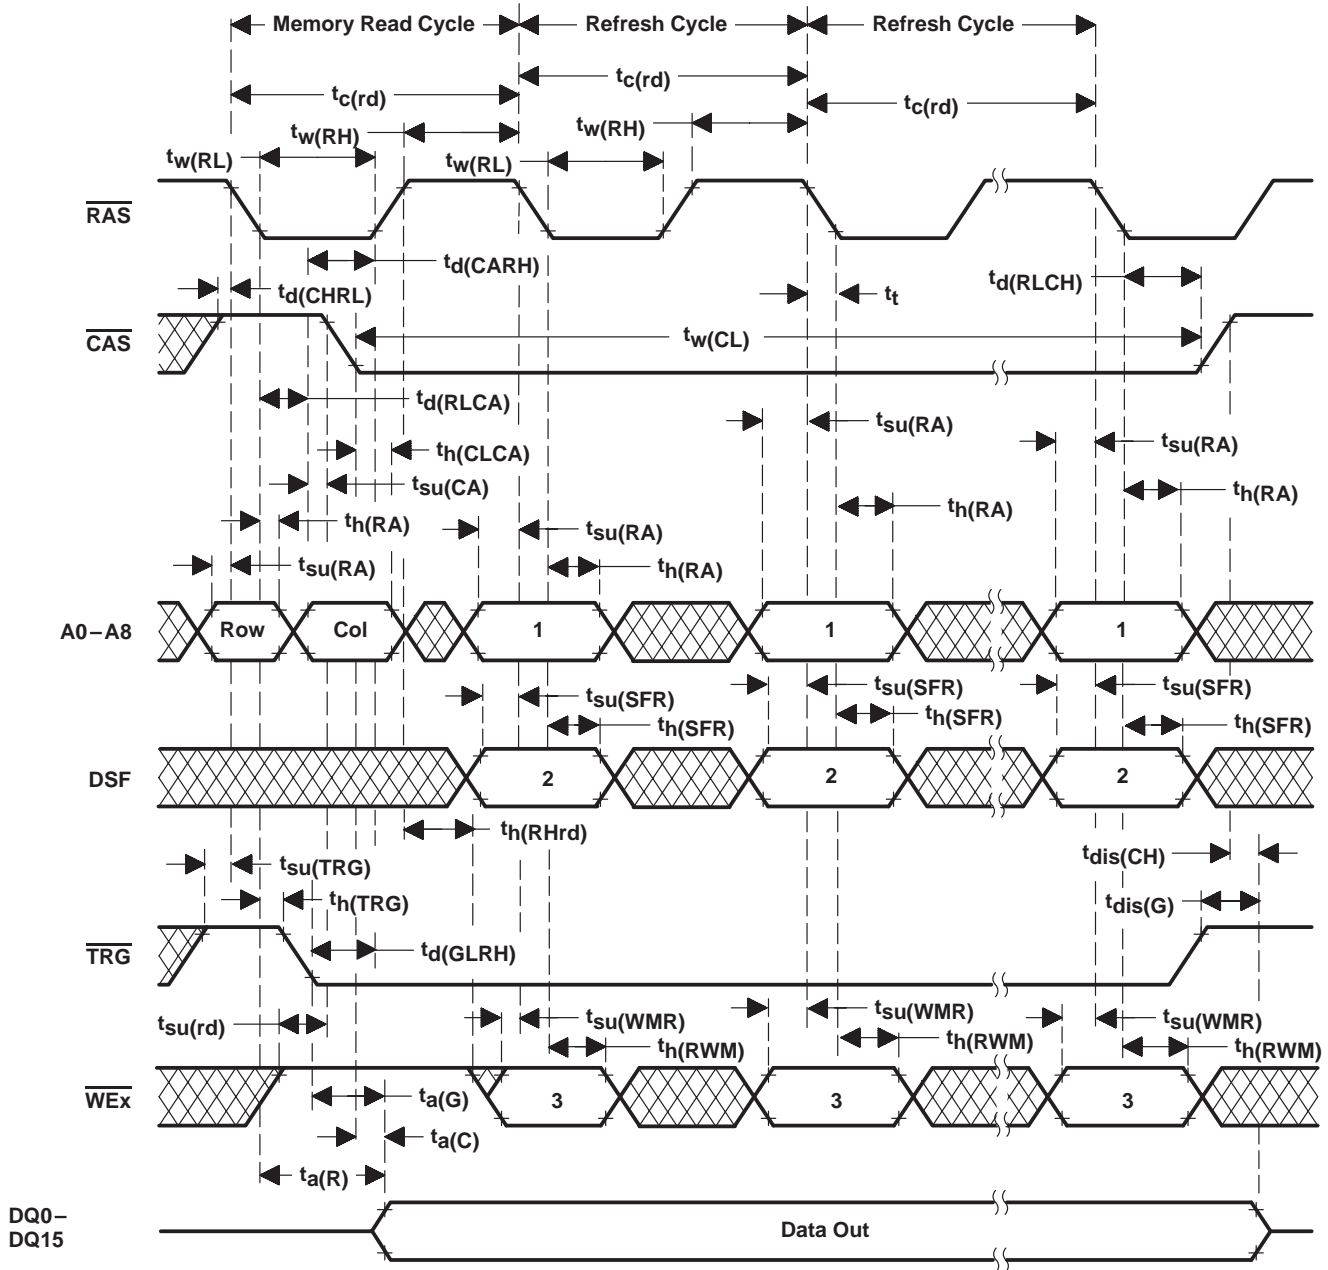 Memory Read Cycle Refresh Cycle Refresh Cycle
tc(rd) tc(rd) tc(rd)
tw(RH) tw(RH)
tw(RL) tw(RL)
RAS
td(CARH)
td(CHRL) tt td(RLCH)
CAS tw(CL)
td(RLCA)
th(CLCA) tsu(RA) tsu(RA)
tsu(CA)
th(RA) th(RA) th(RA)
tsu(RA) tsu(RA)
th(RA)
A0–A8 Row Col 1 1 1
tsu(SFR) tsu(SFR) tsu(SFR)
th(SFR) th(SFR) th(SFR)
DSF 2 2 2
th(RHrd)
tsu(TRG) tdis(CH)
th(TRG) tdis(G)
TRG td(GLRH)
tsu(rd) tsu(WMR) tsu(WMR) tsu(WMR)
th(RWM) th(RWM) th(RWM)
WEx ta(G) 3 3 3
ta(C)
ta(R)
DQ0–
DQ15 Data Out